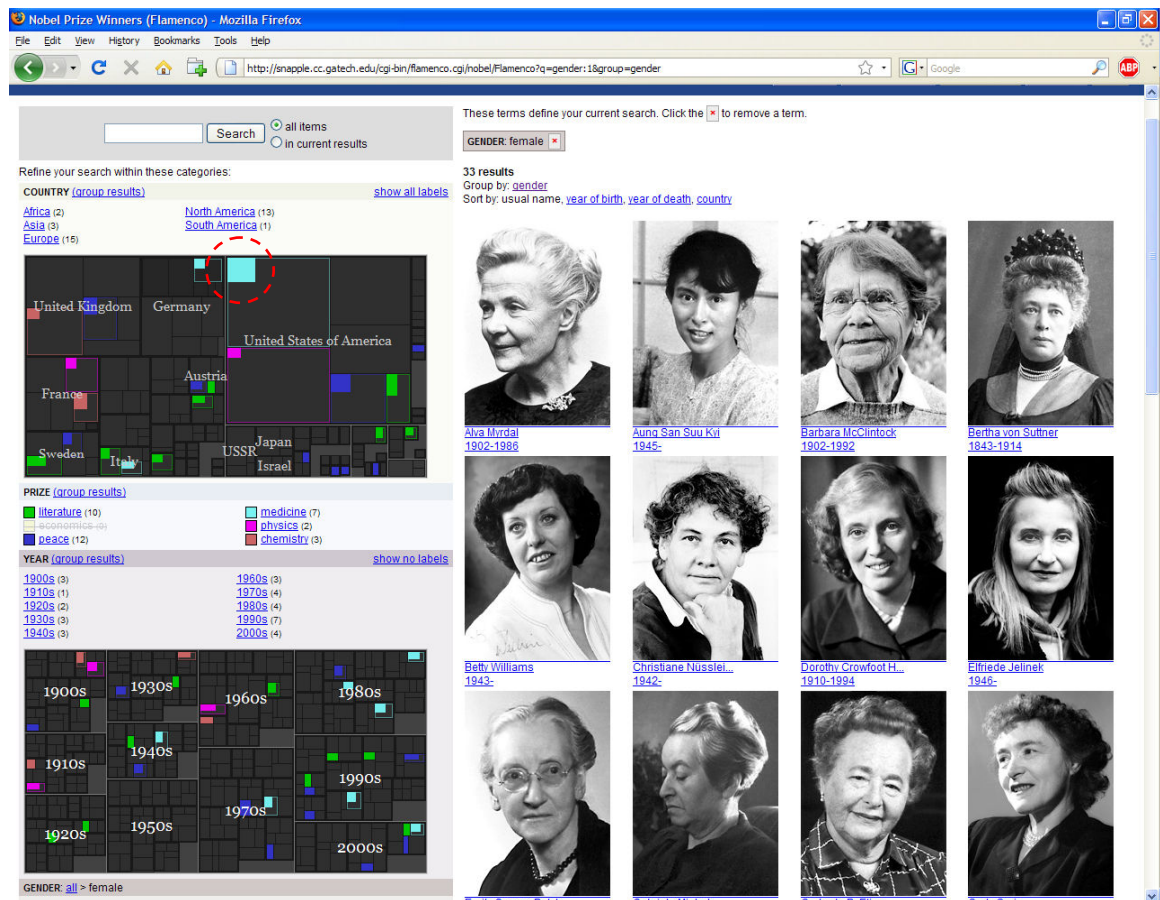 Nobel Prize Winners (Flamenco) - Mozilla Firefox
File Edit View History Bookmarks Tools Help
http://snapple.cc.gatech.edu/cgi-bin/flamenco.cgi/nobel/Flamenco?q=gender:1&group=gender
G Google
ABP
Search
all items
in current results
Refine your search within these categories:
COUNTRY (group results) show all labels
Africa (2) North America (13)
Asia (3) South America (1)
Europe (15)
United Kingdom Germany
United States of America
Austria
France
Japan
Sweden Italy USSR
Israel
PRIZE (group results)
literature (10) medicine (7)
economics (0) physics (2)
peace (12) chemistry (3)
YEAR (group results) show no labels
1900s (3) 1960s (3)
1910s (1) 1970s (4)
1920s (2) 1980s (4)
1930s (3) 1990s (7)
1940s (3) 2000s (4)
1900s 1930s 1960s 1980s
1910s 1940s 1990s
1920s 1950s 1970s 2000s
GENDER: all > female
These terms define your current search. Click the x to remove a term.
GENDER: female x
33 results
Group by: gender
Sort by: usual name, year of birth, year of death, country
Alva Myrdal Aung San Suu Kyi Barbara McClintock Bertha von Suttner
1902-1986 1945- 1902-1992 1843-1914
Betty Williams Christiane Nüsslei... Dorothy Crowfoot H... Elfriede Jelinek
1943- 1942- 1910-1994 1946-